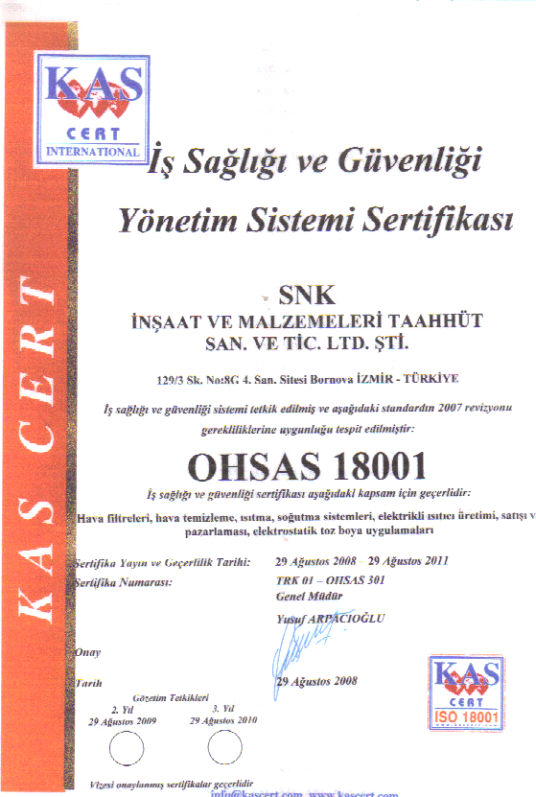 KAS
CERT
INTERNATIONAL
KAS CERT
İş Sağlığı ve Güvenliği
Yönetim Sistemi Sertifikası
SNK
İNŞAAT VE MALZEMELERİ TAAHHÜT
SAN. VE TİC. LTD. ŞTİ.
129/3 Sk. No:8G 4. San. Sitesi Bornova İZMİR - TÜRKİYE
İş sağlığı ve güvenliği sistemi tetkik edilmiş ve aşağıdaki standardın 2007 revizyonu
gerekliliklerine uygunluğu tespit edilmiştir:
OHSAS 18001
İş sağlığı ve güvenliği sertifikası aşağıdaki kapsam için geçerlidir:
Hava filtreleri, hava temizleme, ısıtma, soğutma sistemleri, elektrikli ısıtıcı üretimi, satışı v
pazarlaması, elektrostatik toz boya uygulamaları
Sertifika Yayın ve Geçerlilik Tarihi: 29 Ağustos 2008 - 29 Ağustos 2011
Sertifika Numarası: TRK 01 – OHSAS 301
Genel Müdür
Yusuf ARPACIOĞLU
Onay
Tarih 29 Ağustos 2008
Gözetim Tetkikleri
2. Yıl 3. Yıl
29 Ağustos 2009 29 Ağustos 2010
KAS
CERT
ISO 18001
Vizesi onaylanmış sertifikalar geçerlidir
info@kascert.com www.kascert.com